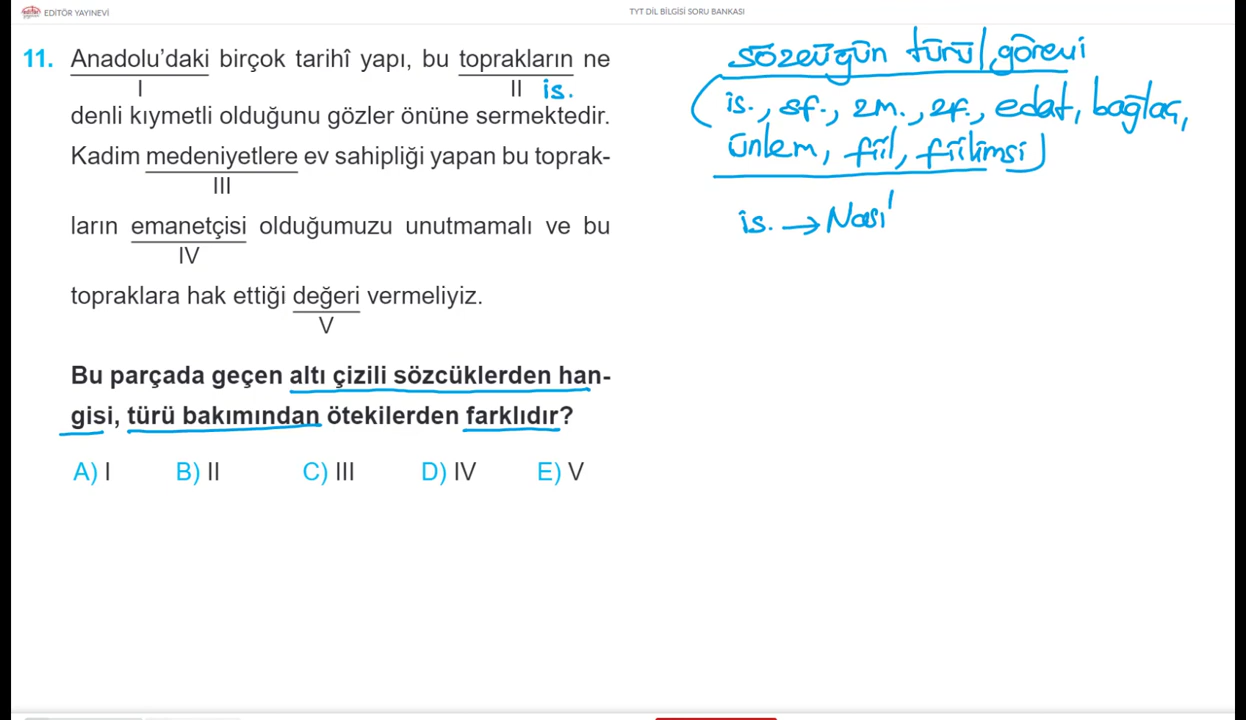 EDİTÖR YAYINEVİ
TYT DİL BİLGİSİ SORU BANKASI
11. Anadolu'daki birçok tarihî yapı, bu toprakların ne
I
II is.
denli kıymetli olduğunu gözler önüne sermektedir.
Kadim medeniyetlere ev sahipliği yapan bu toprak-
III
ların emanetçisi olduğumuzu unutmamalı ve bu
IV
topraklara hak ettiği değeri vermeliyiz.
V
Bu parçada geçen altı çizili sözcüklerden han-
gisi, türü bakımından ötekilerden farklıdır?
A) I B) II C) III D) IV E) V
sözcüğün türü/görevi
(is., sf., zm., zf., edat, bağlaç,
ünlem, fiil, fiilimsi)
is. → Nası